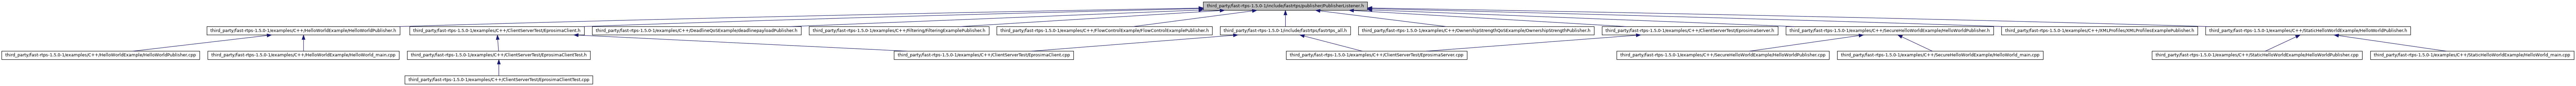 third_party/fast-rtps-1.5.0-1/include/fastrtps/publisher/PublisherListener.h
third_party/fast-rtps-1.5.0-1/examples/C++/HelloWorldExample/HelloWorldPublisher.h
third_party/fast-rtps-1.5.0-1/examples/C++/ClientServerTest/EprosimaClient.h
third_party/fast-rtps-1.5.0-1/examples/C++/DeadlineQoSExample/deadlinepayloadPublisher.h
third_party/fast-rtps-1.5.0-1/examples/C++/Filtering/FilteringExamplePublisher.h
third_party/fast-rtps-1.5.0-1/examples/C++/FlowControlExample/FlowControlExamplePublisher.h
third_party/fast-rtps-1.5.0-1/include/fastrtps/fastrtps_all.h
third_party/fast-rtps-1.5.0-1/examples/C++/OwnershipStrengthQoSExample/OwnershipStrengthPublisher.h
third_party/fast-rtps-1.5.0-1/examples/C++/ClientServerTest/EprosimaServer.h
third_party/fast-rtps-1.5.0-1/examples/C++/SecureHelloWorldExample/HelloWorldPublisher.h
third_party/fast-rtps-1.5.0-1/examples/C++/XMLProfiles/XMLProfilesExamplePublisher.h
third_party/fast-rtps-1.5.0-1/examples/C++/StaticHelloWorldExample/HelloWorldPublisher.h
third_party/fast-rtps-1.5.0-1/examples/C++/HelloWorldExample/HelloWorldPublisher.cpp
third_party/fast-rtps-1.5.0-1/examples/C++/HelloWorldExample/HelloWorld_main.cpp
third_party/fast-rtps-1.5.0-1/examples/C++/ClientServerTest/EprosimaClientTest.h
third_party/fast-rtps-1.5.0-1/examples/C++/ClientServerTest/EprosimaClient.cpp
third_party/fast-rtps-1.5.0-1/examples/C++/ClientServerTest/EprosimaServer.cpp
third_party/fast-rtps-1.5.0-1/examples/C++/SecureHelloWorldExample/HelloWorldPublisher.cpp
third_party/fast-rtps-1.5.0-1/examples/C++/SecureHelloWorldExample/HelloWorld_main.cpp
third_party/fast-rtps-1.5.0-1/examples/C++/StaticHelloWorldExample/HelloWorldPublisher.cpp
third_party/fast-rtps-1.5.0-1/examples/C++/StaticHelloWorldExample/HelloWorld_main.cpp
third_party/fast-rtps-1.5.0-1/examples/C++/ClientServerTest/EprosimaClientTest.cpp